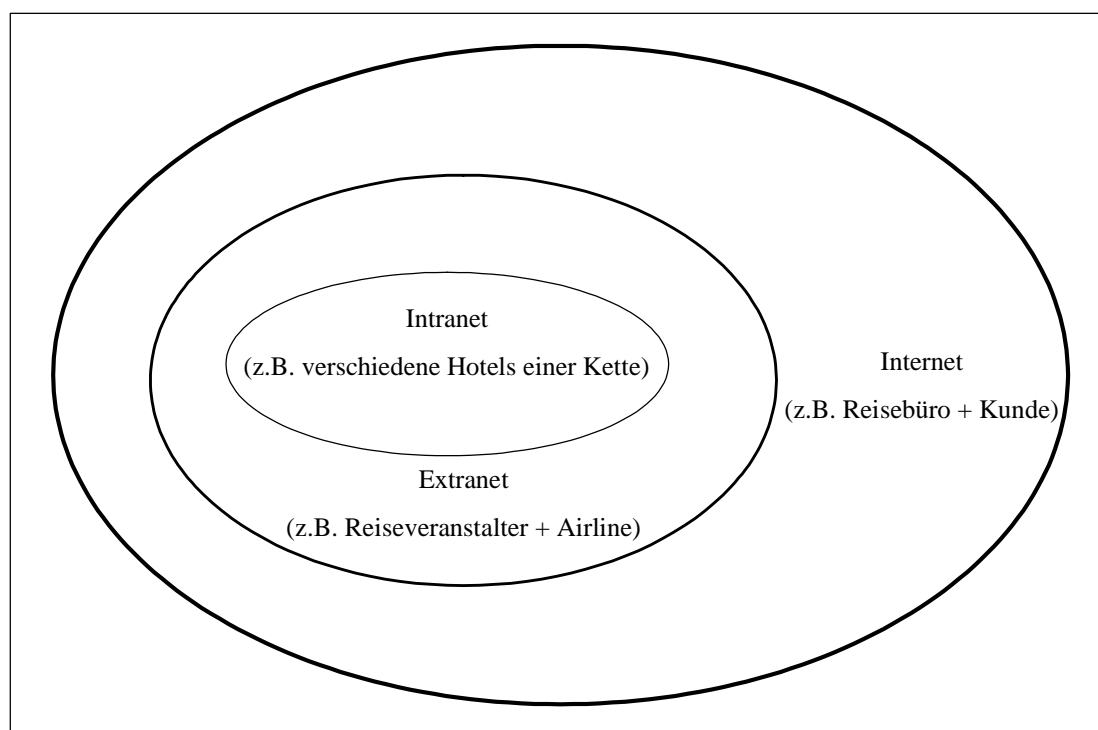 Intranet
(z.B. verschiedene Hotels einer Kette)
Internet
(z.B. Reisebüro + Kunde)
Extranet
(z.B. Reiseveranstalter + Airline)